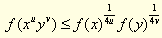 f(x^u y^v) ≤ f(x)^{1/4u} f(y)^{1/4v}